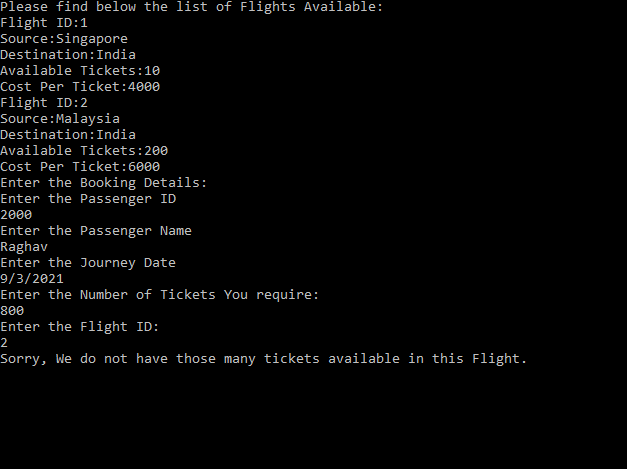 Please find below the list of Flights Available:
Flight ID:1
Source:Singapore
Destination:India
Available Tickets:10
Cost Per Ticket:4000
Flight ID:2
Source:Malaysia
Destination:India
Available Tickets:200
Cost Per Ticket:6000
Enter the Booking Details:
Enter the Passenger ID
2000
Enter the Passenger Name
Raghav
Enter the Journey Date
9/3/2021
Enter the Number of Tickets You require:
800
Enter the Flight ID:
2
Sorry, We do not have those many tickets available in this Flight.